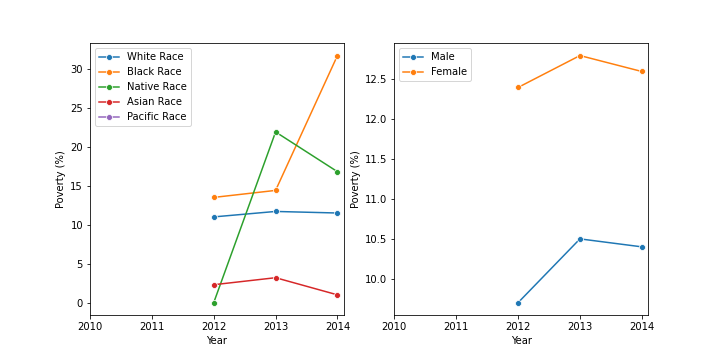 White Race
Black Race
Native Race
Asian Race
Pacific Race
30
25
20
15
10
5
0
Poverty (%)
2010 2011 2012 2013 2014
Year
Male
Female
12.5
12.0
11.5
11.0
10.5
10.0
Poverty (%)
2010 2011 2012 2013 2014
Year